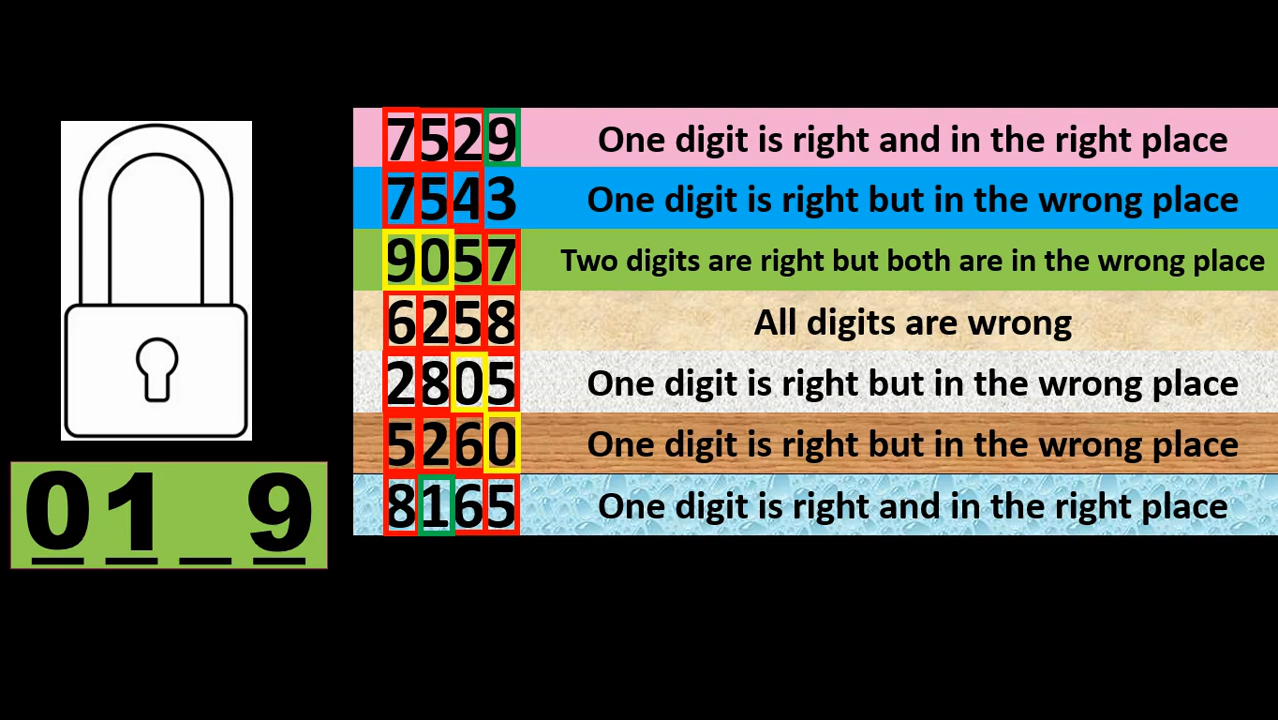 7529 One digit is right and in the right place
7543 One digit is right but in the wrong place
9057 Two digits are right but both are in the wrong place
6258 All digits are wrong
2805 One digit is right but in the wrong place
5260 One digit is right but in the wrong place
8165 One digit is right and in the right place
01_9